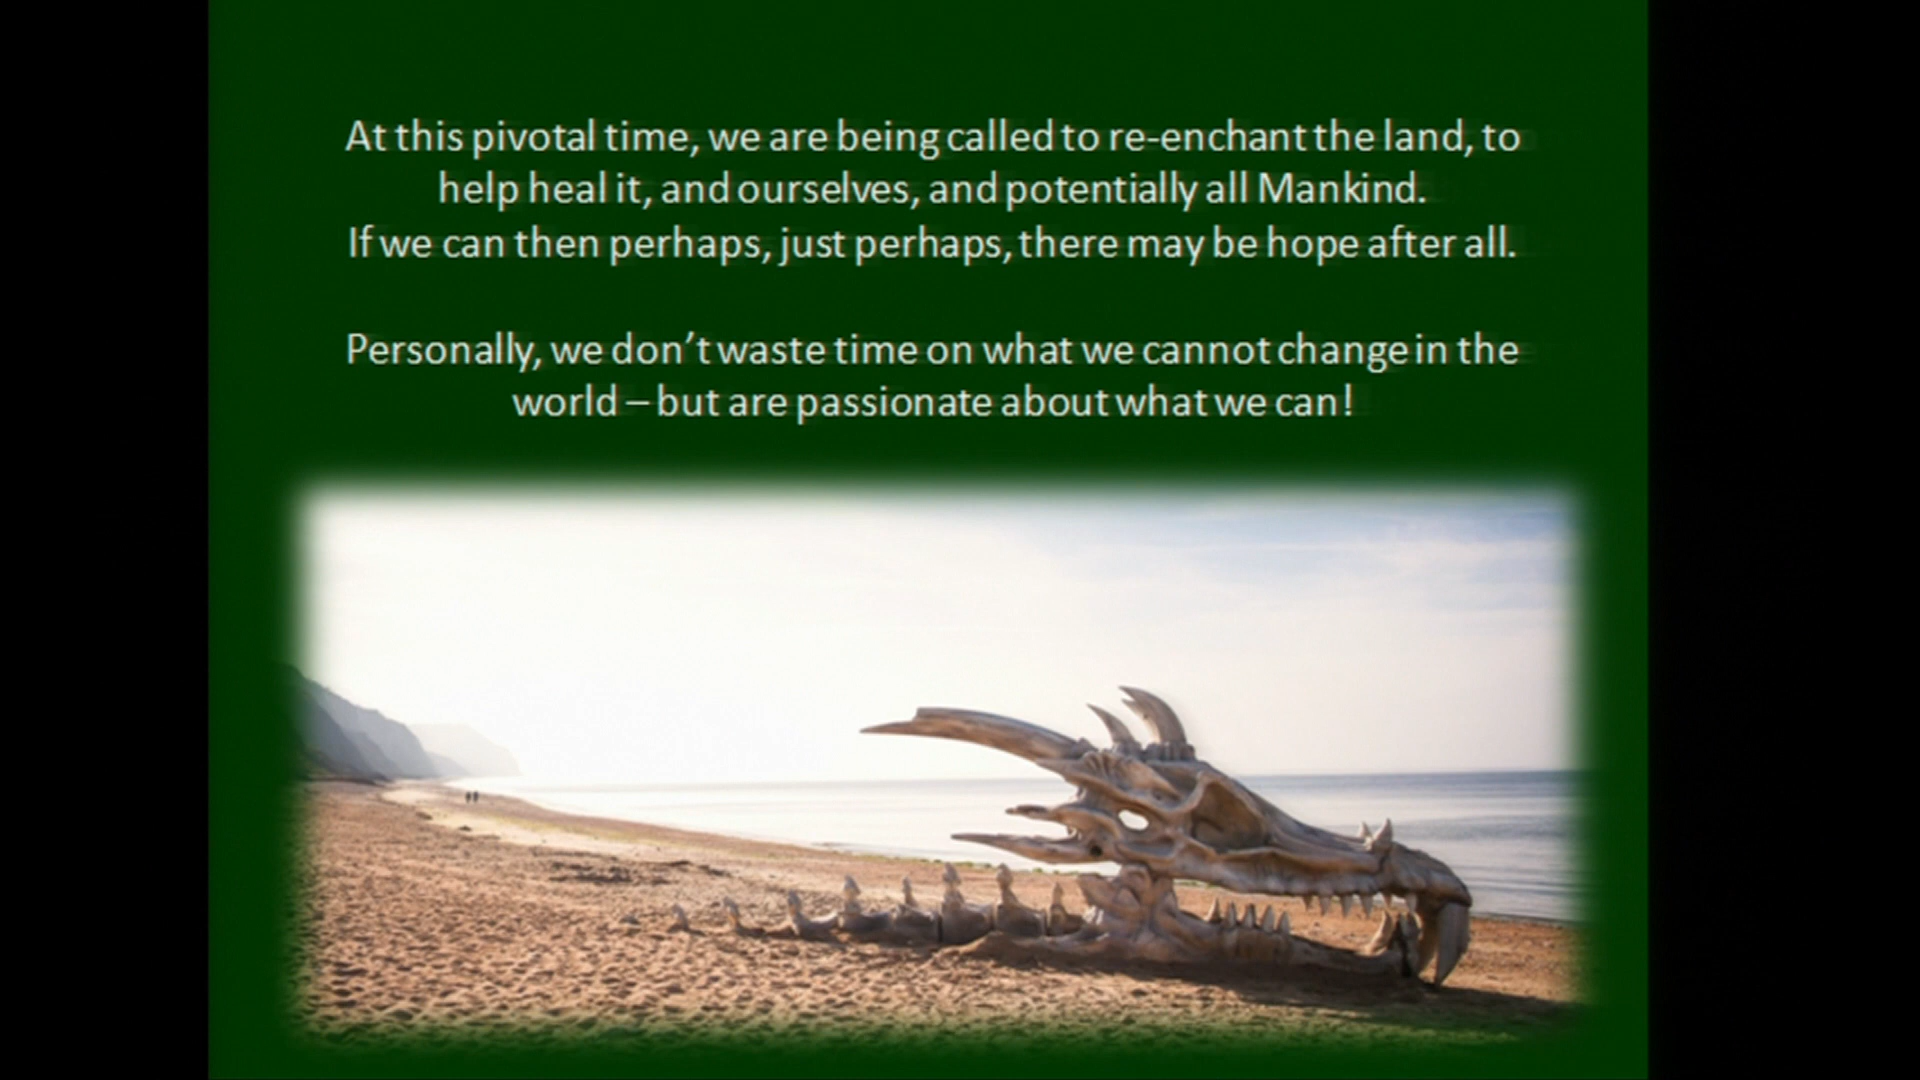 At this pivotal time, we are being called to re-enchant the land, to
help heal it, and ourselves, and potentially all Mankind.
If we can then perhaps, just perhaps, there may be hope after all.
Personally, we don’t waste time on what we cannot change in the
world – but are passionate about what we can!